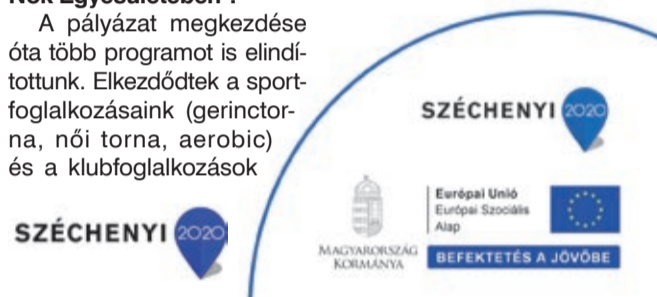 Nők Egyesületében".
A pályázat megkezdése
óta több programot is elindí-
tottunk. Elkezdődtek a sport-
foglalkozásaink (gerinctor-
na, női torna, aerobic)
és a klubfoglalkozások
SZÉCHENYI 2020
SZÉCHENYI 2020
MAGYARORSZÁG
KORMÁNYA
Európai Unió
Európai Szociális
Alap
BEFEKTETÉS A JÖVŐBE